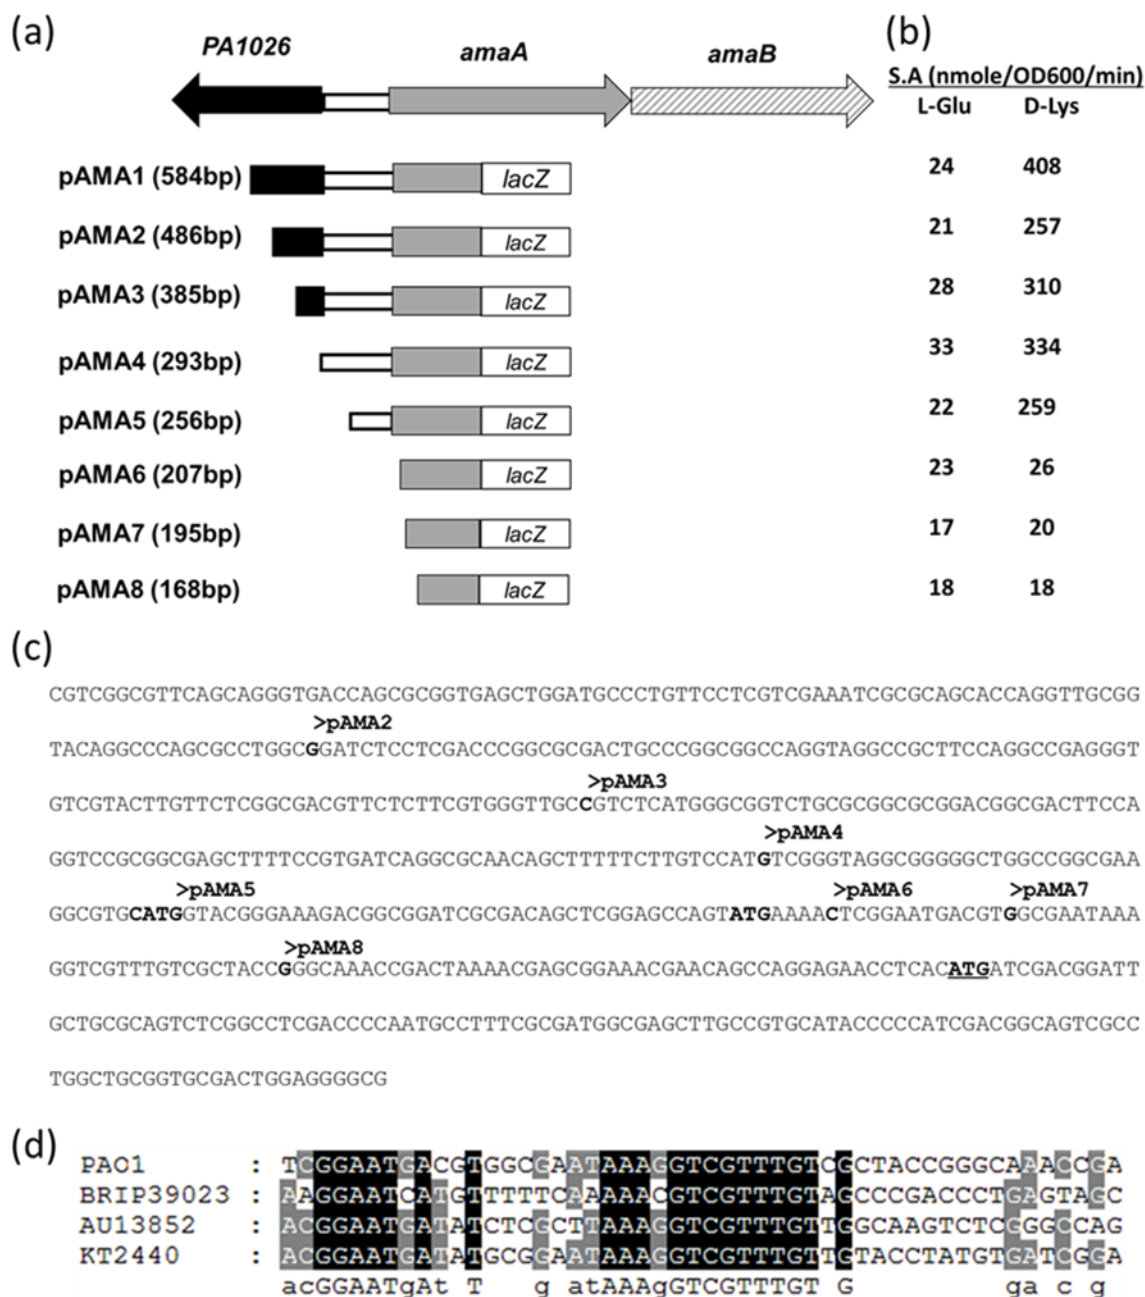 (a)
PA1026 amaA amaB
(b)
S.A (nmole/OD600/min)
L-Glu D-Lys
pAMA1 (584bp) lacZ 24 408
pAMA2 (486bp) lacZ 21 257
pAMA3 (385bp) lacZ 28 310
pAMA4 (293bp) lacZ 33 334
pAMA5 (256bp) lacZ 22 259
pAMA6 (207bp) lacZ 23 26
pAMA7 (195bp) lacZ 17 20
pAMA8 (168bp) lacZ 18 18
(c)
CGTCGGCGTTCAGCAGGGTGACCAGCGCGGTGAGCTGGATGCCCTGTTCCTCGTCGAAATCGCGCAGCACCAGGTTGCGG
>pAMA2
TACAGGCCCAGCGCCTGGCGGATCTCCTCGACCCGGCGCGACTGCCCGGCGGCCAGGTAGGCCGCTTCCAGGCCGAGGGT
>pAMA3
GTCGTACTTGTTCTCGGCGACGTTCTCTTCGTGGGTTGCCGTCTCATGGGCGGTCTGCGCGGCGCGGACGGCGACTTCCA
>pAMA4
GGTCCGCGGCGAGCTTTTCCGTGATCAGGCGCAACAGCTTTTTCTTGTCCATGTCGGGTAGGCGGGGGCTGGCCGGCGAA
>pAMA5 >pAMA6 >pAMA7
GGCGTGCATGGTACGGGAAAGACGGCGGATCGCGACAGCTCGGAGCCAGTATGAAAACTCGGAATGACGTGGCGAATAAA
>pAMA8
GGTCGTTTGTCGCTACCGGGCAAACCGACTAAAACGAGCGGAAACGAACAGCCAGGAGAACCTCACATGATCGACGGATT
GCTGCGCAGTCTCGGCCTCGACCCCAATGCCTTTCGCGATGGCGAGCTTGCCGTGCATACCCCCATCGACGGCAGTCGCC
TGGCTGCGGTGCGACTGGAGGGGCG
(d)
PAO1 : TCGGAATGACGTGGCGAATAAAGGTCGTTTGTCGCTACCGGGCAAACCGA
BRIP39023 : AAGGAATCATGTTTTTCAAAAACGTCGTTTGTAGCCCGACCCTGAGTAGC
AU13852 : ACGGAATGATATCTCGCTTAAAGGTCGTTTGTTGGCAAGTCTCGGGCCAG
KT2440 : ACGGAATGATATGCGGAATAAAGGTCGTTTGTTGTACCTATGTGATCGGA
acGGAATgAt T g atAAAgGTCGTTTGT G ga c g